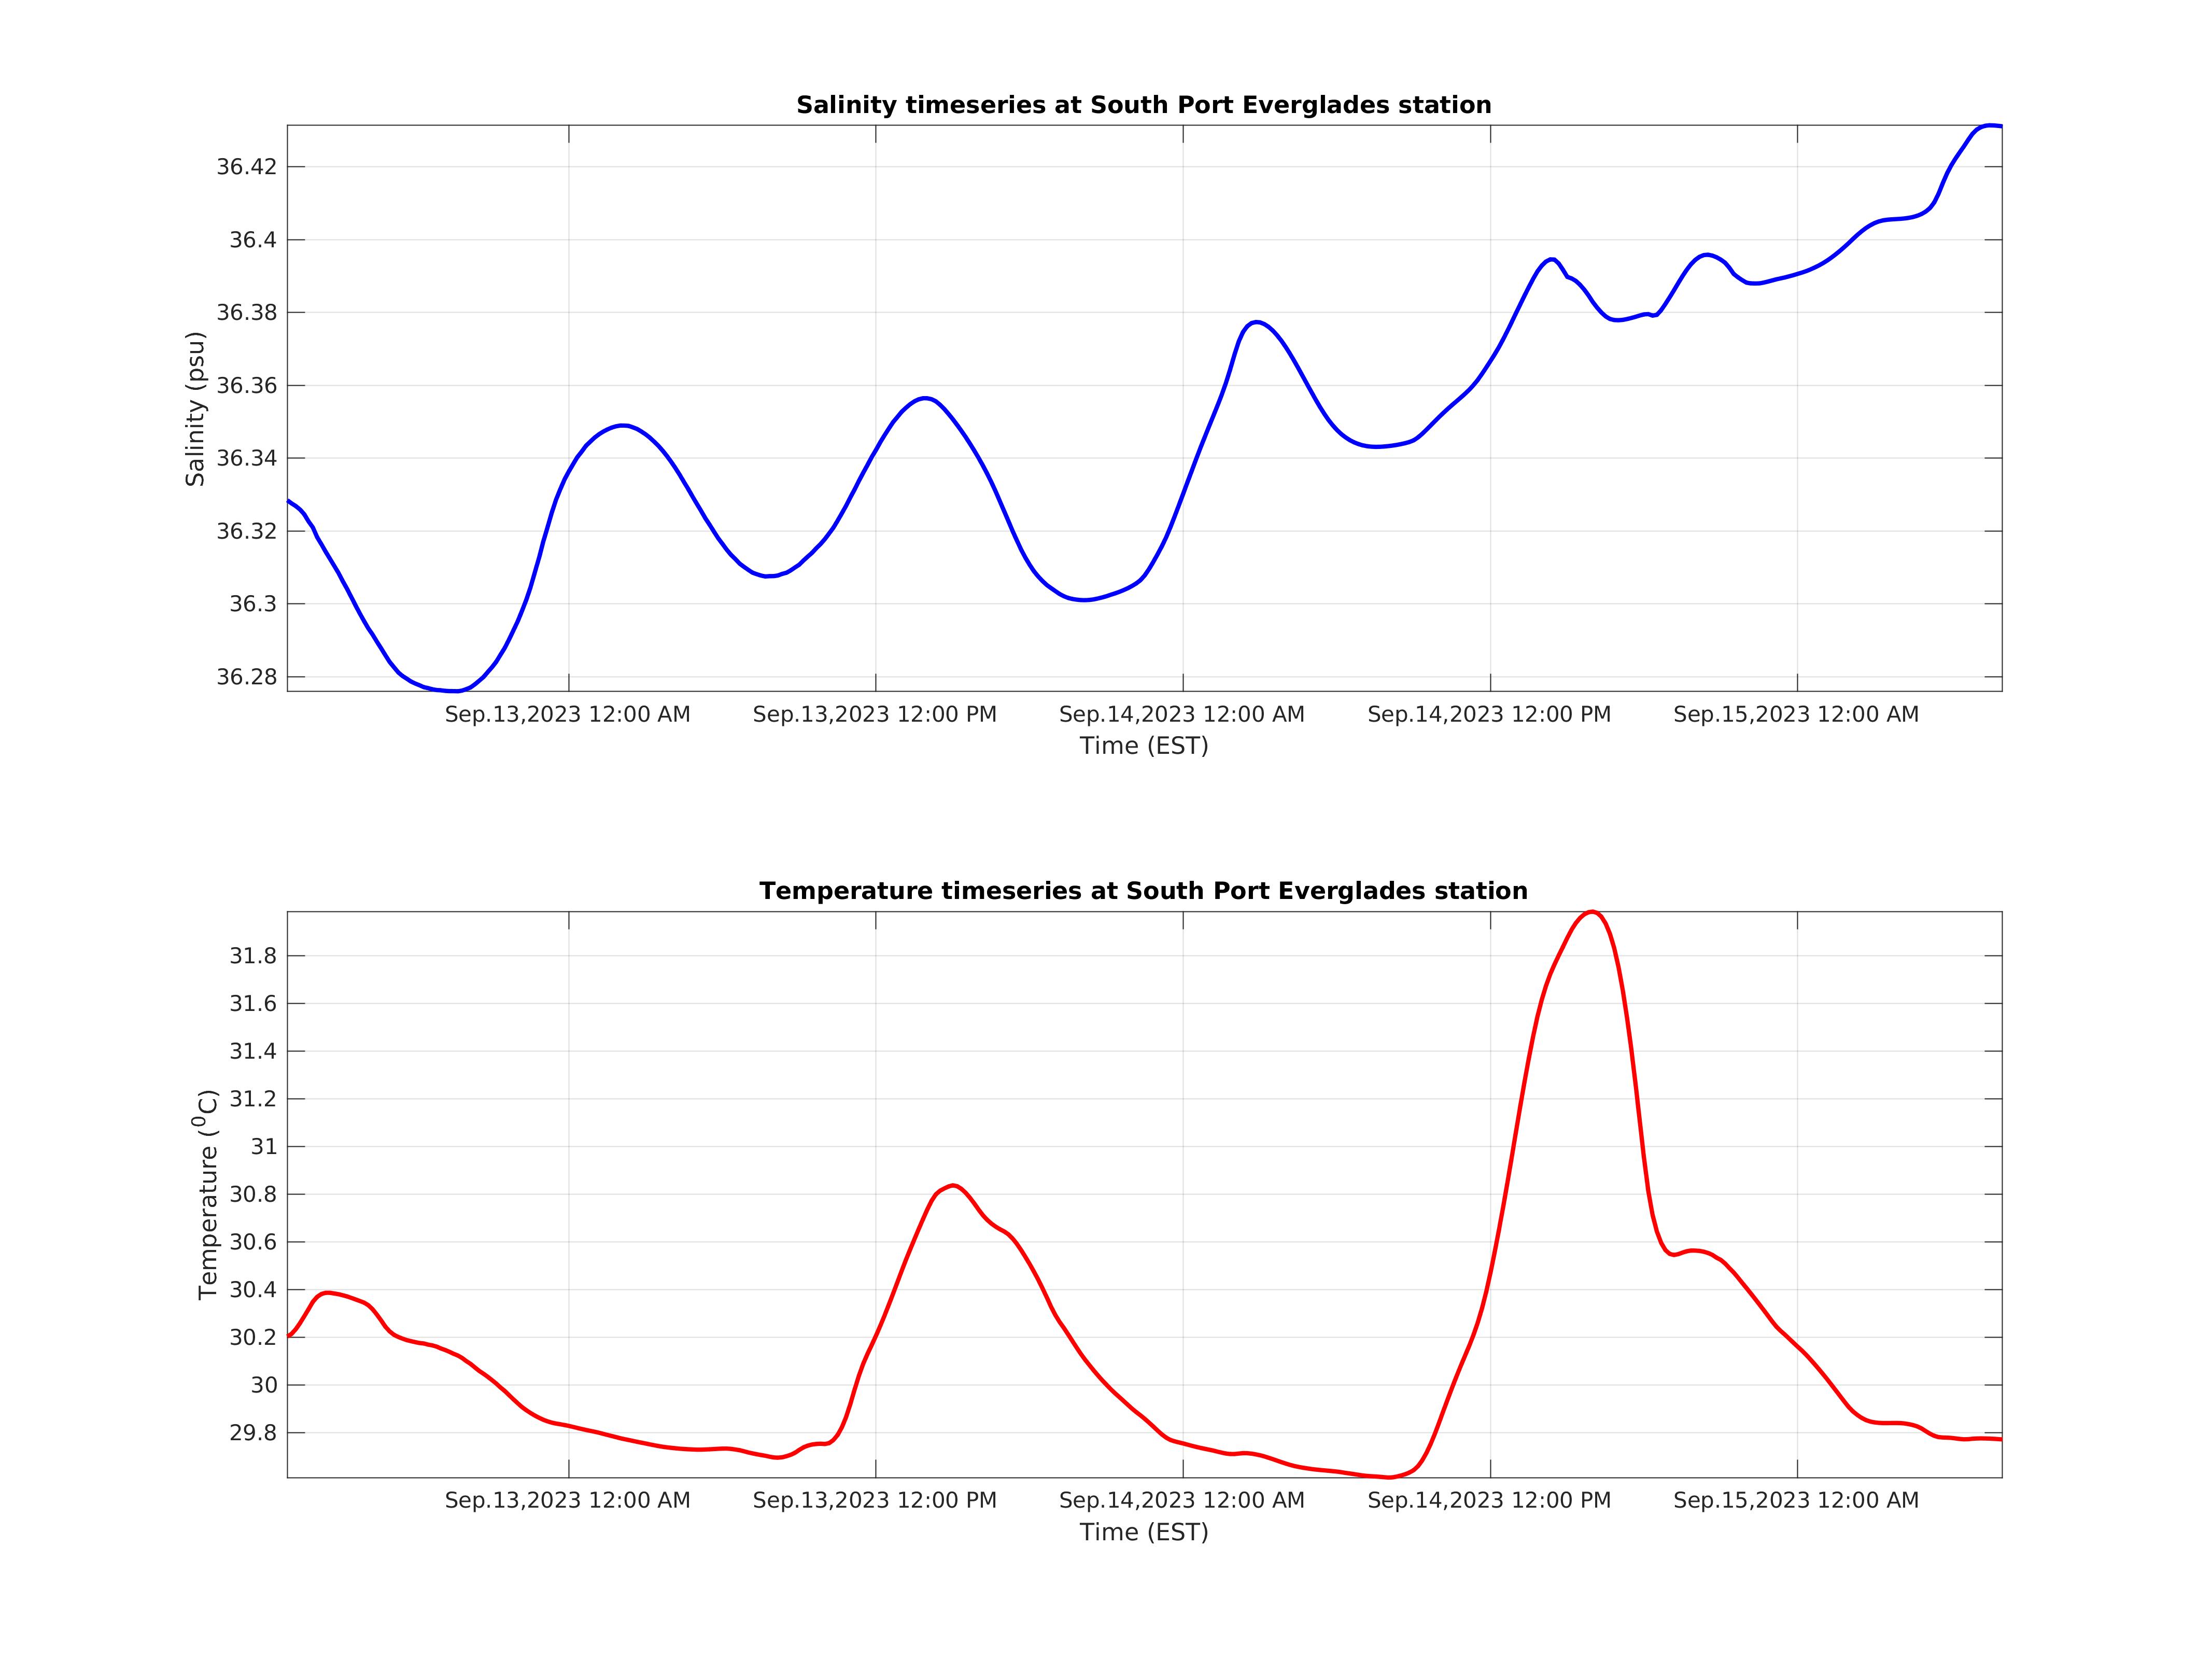 Salinity timeseries at South Port Everglades station
36.42
36.4
36.38
36.36
36.34
36.32
36.3
36.28
Salinity (psu)
Sep.13,2023 12:00 AM Sep.13,2023 12:00 PM Sep.14,2023 12:00 AM Sep.14,2023 12:00 PM Sep.15,2023 12:00 AM
Time (EST)
Temperature timeseries at South Port Everglades station
31.8
31.6
31.4
31.2
31
30.8
30.6
30.4
30.2
30
29.8
Temperature (⁰C)
Sep.13,2023 12:00 AM Sep.13,2023 12:00 PM Sep.14,2023 12:00 AM Sep.14,2023 12:00 PM Sep.15,2023 12:00 AM
Time (EST)